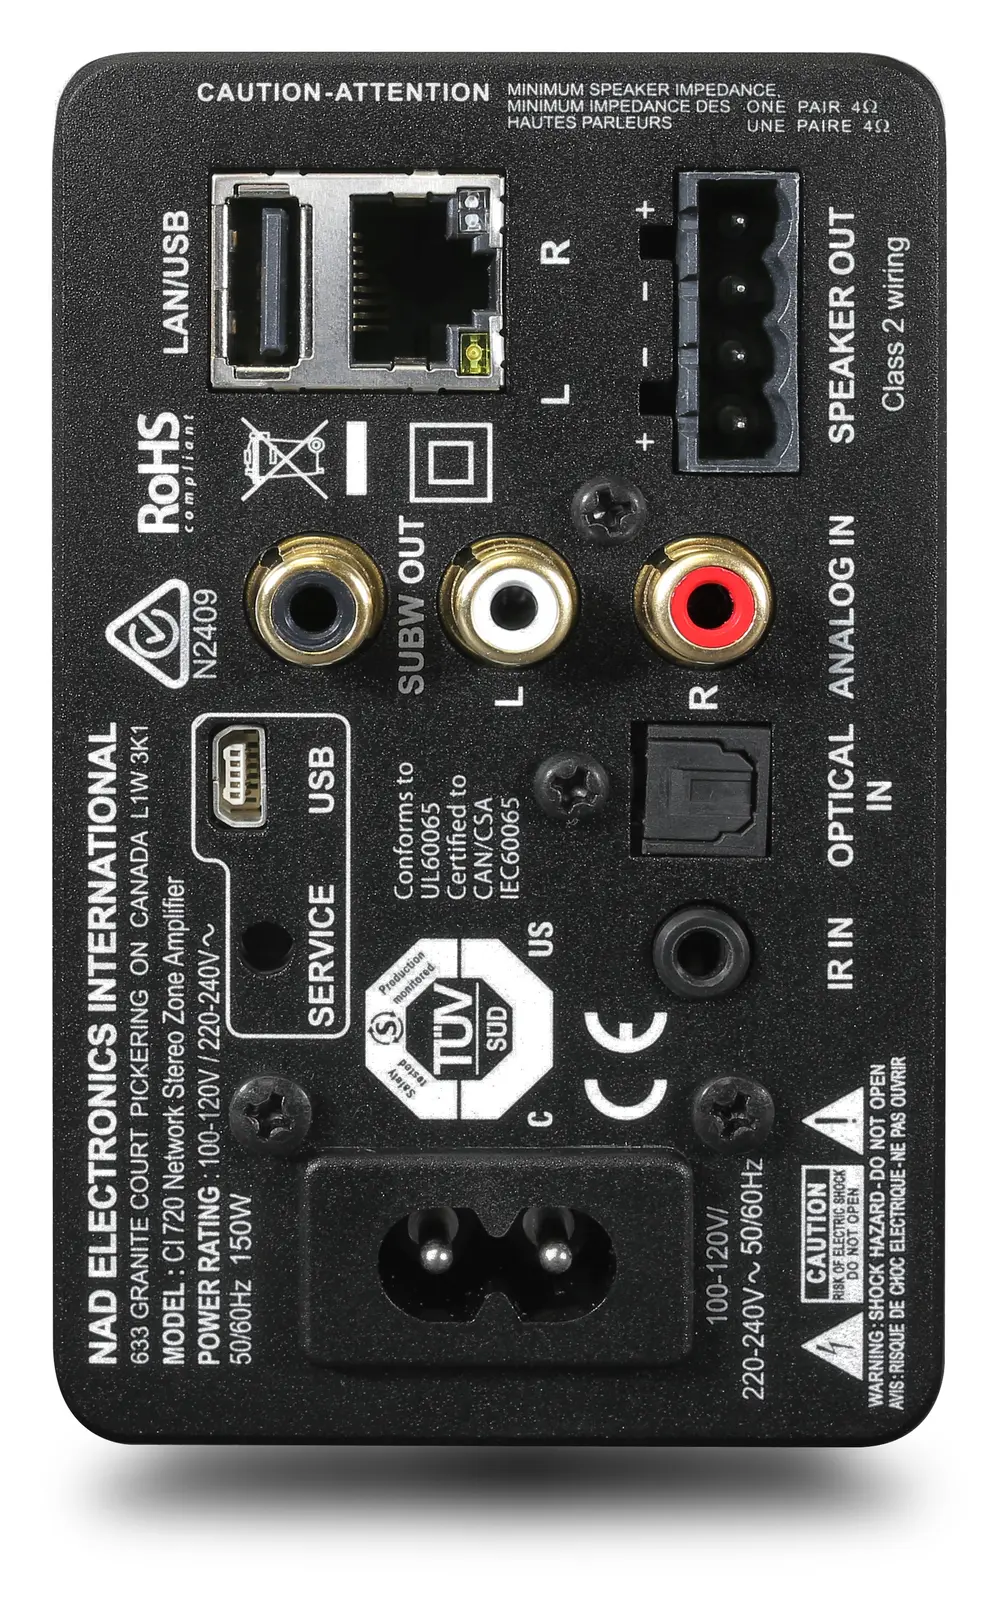 CAUTION-ATTENTION
MINIMUM SPEAKER IMPEDANCE,
MINIMUM IMPEDANCE DES ONE PAIR 4Ω
HAUTES PARLEURS UNE PAIRE 4Ω
LAN/USB
R
L
+
-
-
+
SPEAKER OUT
Class 2 wiring
RoHS
compliant
N2409
SUBW OUT
L
R
ANALOG IN
OPTICAL
IN
IR IN
USB
SERVICE
Conforms to
UL60065
Certified to
CAN/CSA
IEC60065
Production
monitored
Safety
tested
S
TÜV
SÜD
C
US
CE
NAD ELECTRONICS INTERNATIONAL
633 GRANITE COURT PICKERING ON CANADA L1W 3K1
MODEL : CI 720 Network Stereo Zone Amplifier
POWER RATING : 100-120V / 220-240V~
50/60Hz 150W
100-120V/
220-240V~ 50/60Hz
CAUTION
RISK OF ELECTRIC SHOCK
DO NOT OPEN
!
WARNING : SHOCK HAZARD - DO NOT OPEN
AVIS : RISQUE DE CHOC ELECTRIQUE - NE PAS OUVRIR